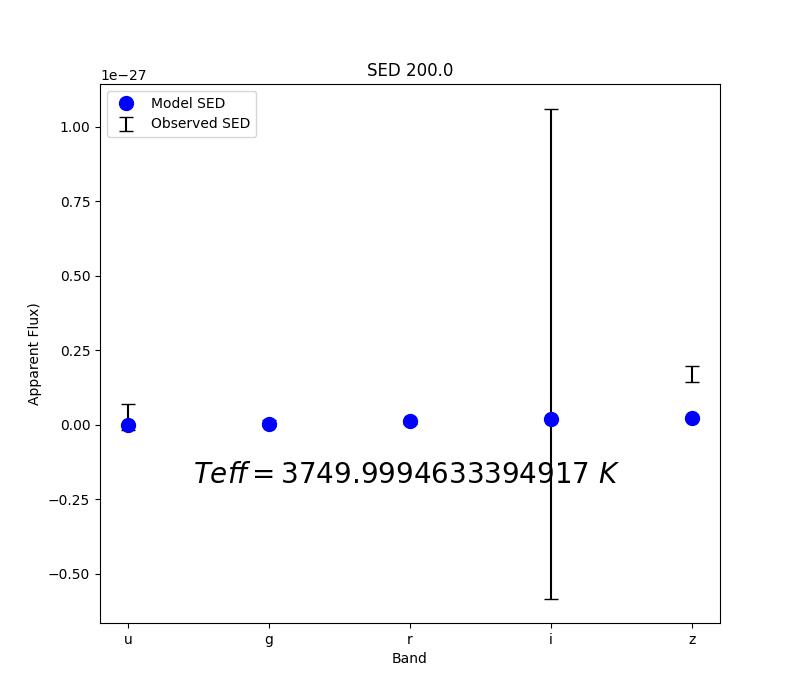 SED 200.0
1e−27
Model SED
Observed SED
1.00
0.75
0.50
0.25
0.00
−0.25
−0.50
Apparent Flux)
Teff = 3749.9994633394917 K
u g r i z
Band